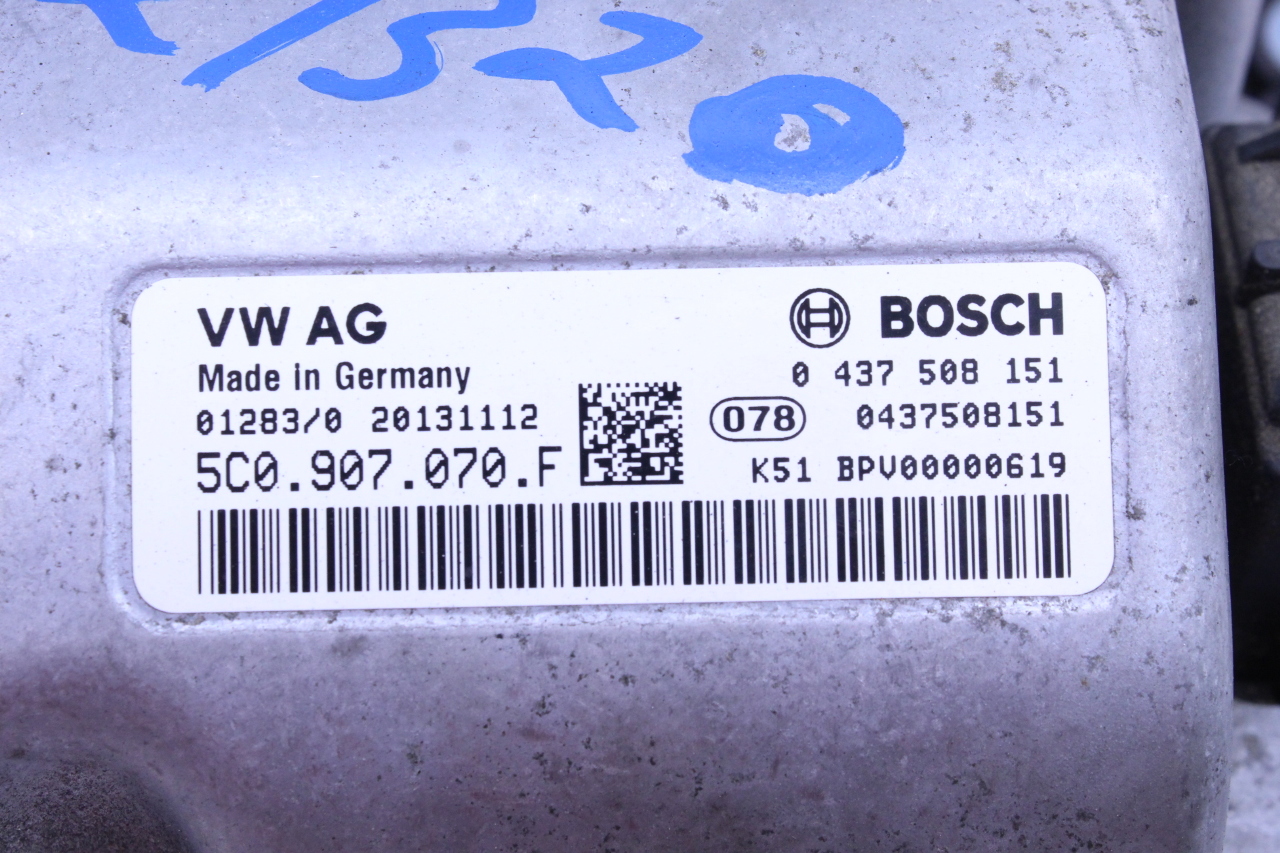 VW AG
Made in Germany
01283/0 20131112
5C0.907.070.F
BOSCH
0 437 508 151
078 0437508151
K51 BPV00000619